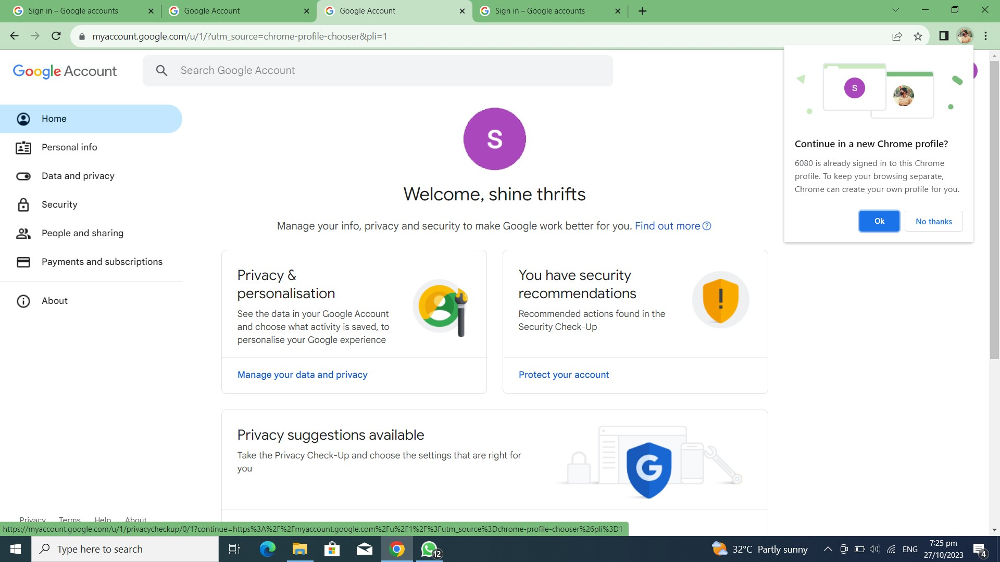 Sign in – Google accounts
Google Account
Google Account
Sign in – Google accounts
myaccount.google.com/u/1/?utm_source=chrome-profile-chooser&pli=1
Google Account
Search Google Account
Home
Personal info
Data and privacy
Security
People and sharing
Payments and subscriptions
About
S
Welcome, shine thrifts
Manage your info, privacy and security to make Google work better for you. Find out more
Privacy &
personalisation
See the data in your Google Account
and choose what activity is saved, to
personalise your Google experience
Manage your data and privacy
You have security
recommendations
Recommended actions found in the
Security Check-Up
Protect your account
Privacy suggestions available
Take the Privacy Check-Up and choose the settings that are right for
you
G
S
Continue in a new Chrome profile?
6080 is already signed in to this Chrome
profile. To keep your browsing separate,
Chrome can create your own profile for you.
Ok
No thanks
Privacy Terms Help About
https://myaccount.google.com/u/1/privacycheckup/0/1?continue=https%3A%2F%2Fmyaccount.google.com%2Fu%2F1%2F%3Futm_source%3Dchrome-profile-chooser%26pli%3D1
Type here to search
12
32°C Partly sunny
ENG
7:25 pm
27/10/2023
4